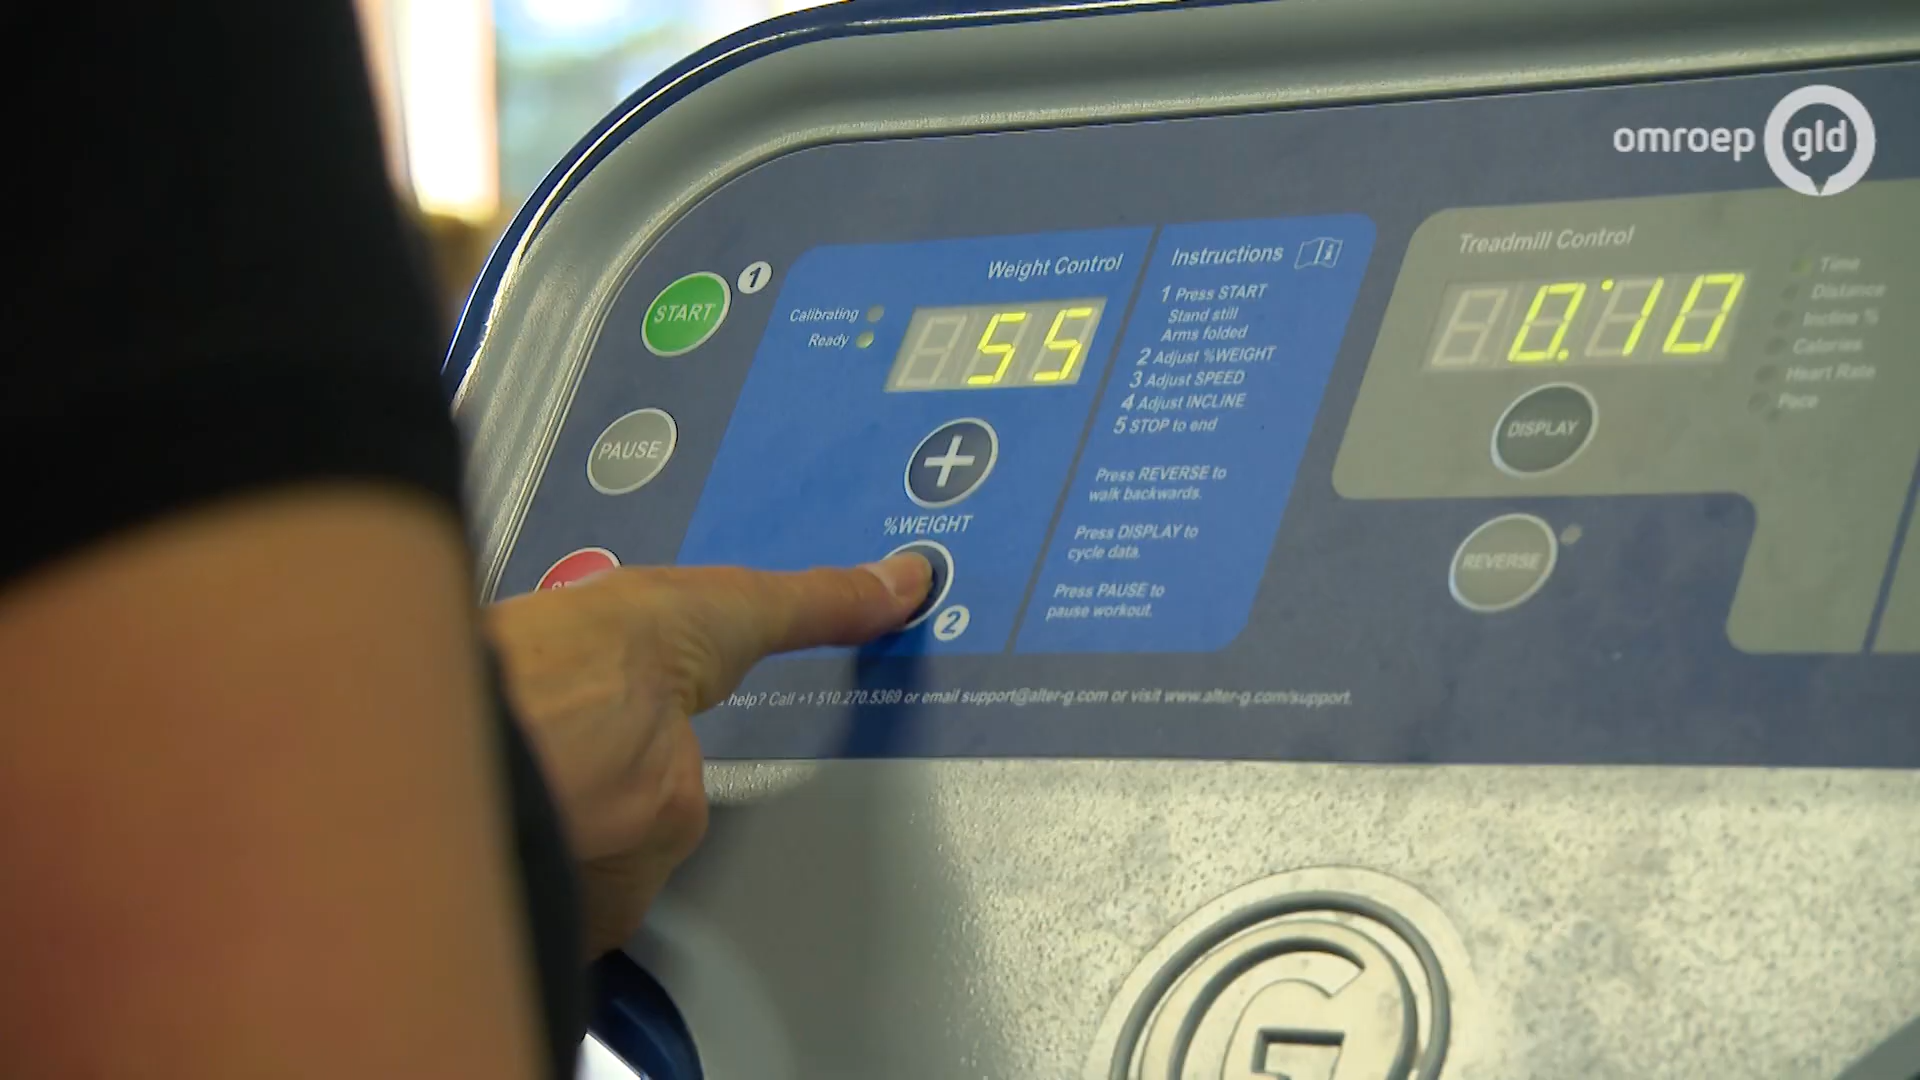 omroep gld
START 1
PAUSE
Weight Control
Calibrating
Ready
55
+
%WEIGHT
2
Instructions
1 Press START
Stand still
Arms folded
2 Adjust %WEIGHT
3 Adjust SPEED
4 Adjust INCLINE
5 STOP to end
Press REVERSE to
walk backwards.
Press DISPLAY to
cycle data.
Press PAUSE to
pause workout.
Treadmill Control
0:10
Time
Distance
Incline %
Calories
Heart Rate
Pace
DISPLAY
REVERSE
help? Call +1 510.270.5369 or email support@alter-g.com or visit www.alter-g.com/support.
G